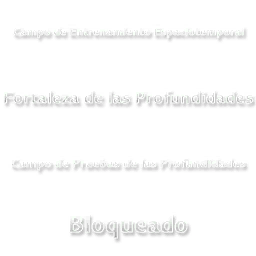 Campo de Entrenamiento Espaciotemporal
Fortaleza de las Profundidades
Campo de Pruebas de las Profundidades
Bloqueado